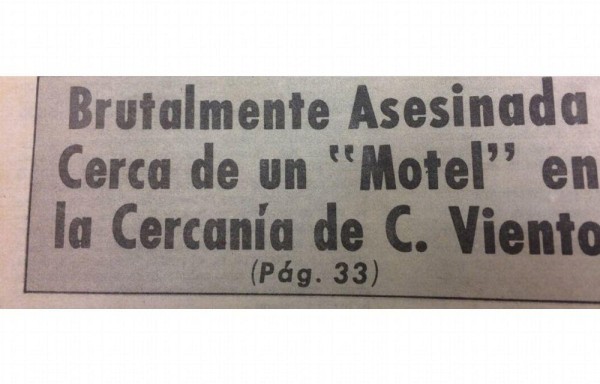 Brutalmente Asesinada
Cerca de un "Motel" en
la Cercanía de C. Viento
(Pág. 33)